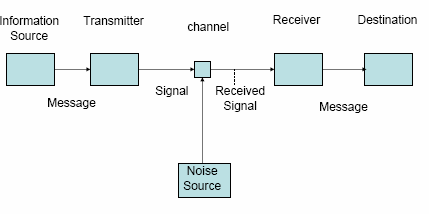 Information
Source
Transmitter
channel
Receiver
Destination
Message
Signal
Received
Signal
Message
Noise
Source